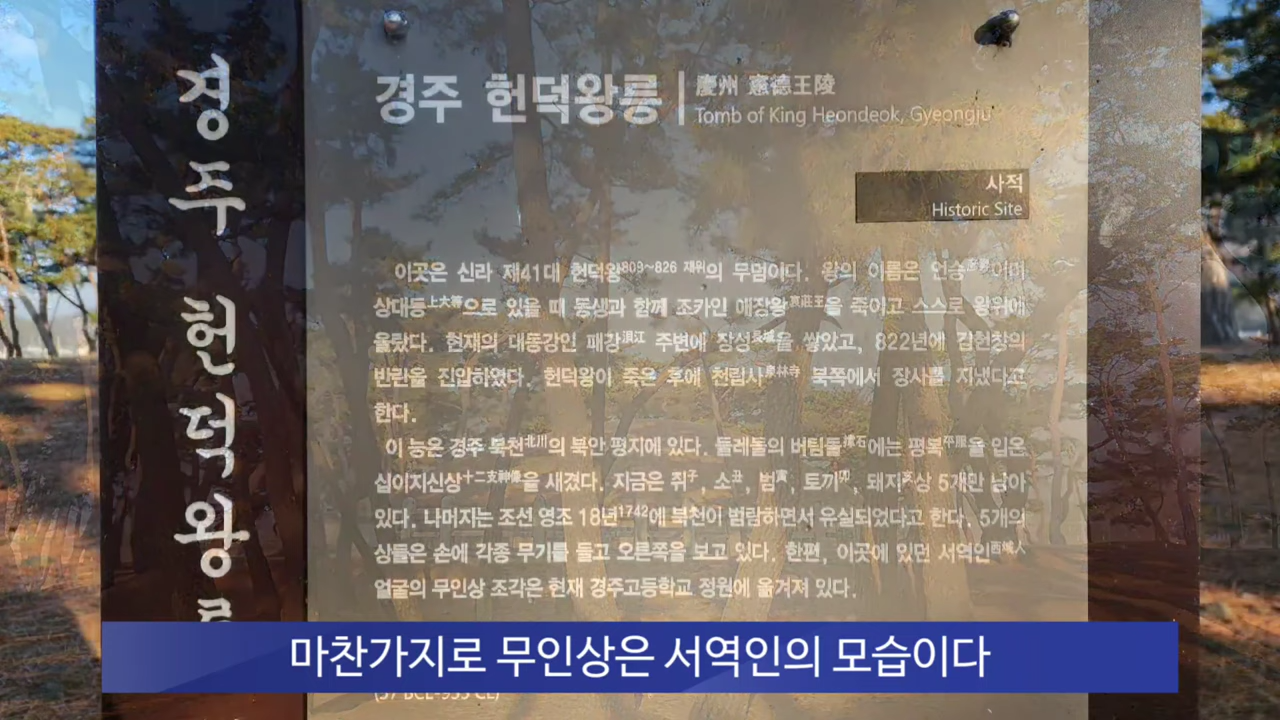 경주 헌덕왕릉
경주 헌덕왕릉
慶州 憲德王陵
Tomb of King Heondeok, Gyeongju
사적
Historic Site
이곳은 신라 제41대 헌덕왕809~826 재위의 무덤이다. 왕의 이름은 언승彦昇이며
상대등上大等으로 있을 때 동생과 함께 조카인 애장왕哀莊王을 죽이고 스스로 왕위에
올랐다. 현재의 대동강인 패강浿江 주변에 장성長城을 쌓았고, 822년에 김헌창의
반란을 진압하였다. 헌덕왕이 죽은 후에 천림사泉林寺 북쪽에서 장사를 지냈다고
한다.
이 능은 경주 북천北川의 북안 평지에 있다. 둘레돌의 버팀돌撑石에는 평복平服을 입은
십이지신상十二支神像을 새겼다. 지금은 쥐子, 소丑, 범寅, 토끼卯, 돼지亥상 5개만 남아
있다. 나머지는 조선 영조 18년1742에 북천이 범람하면서 유실되었다고 한다. 5개의
상들은 손에 각종 무기를 들고 오른쪽을 보고 있다. 한편, 이곳에 있던 서역인西域人
얼굴의 무인상 조각은 현재 경주고등학교 정원에 옮겨져 있다.
마찬가지로 무인상은 서역인의 모습이다